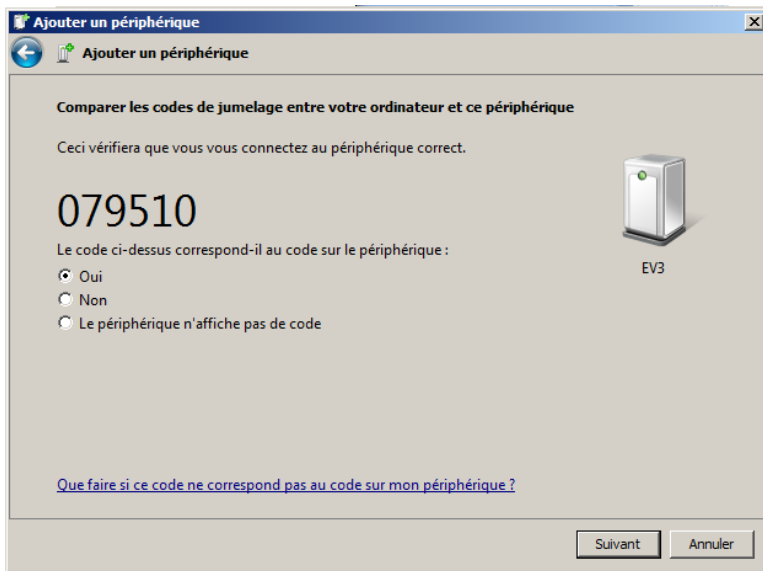 Ajouter un périphérique
Ajouter un périphérique
Comparer les codes de jumelage entre votre ordinateur et ce périphérique
Ceci vérifiera que vous vous connectez au périphérique correct.
079510
Le code ci-dessus correspond-il au code sur le périphérique :
Oui
Non
Le périphérique n'affiche pas de code
EV3
Que faire si ce code ne correspond pas au code sur mon périphérique ?
Suivant
Annuler